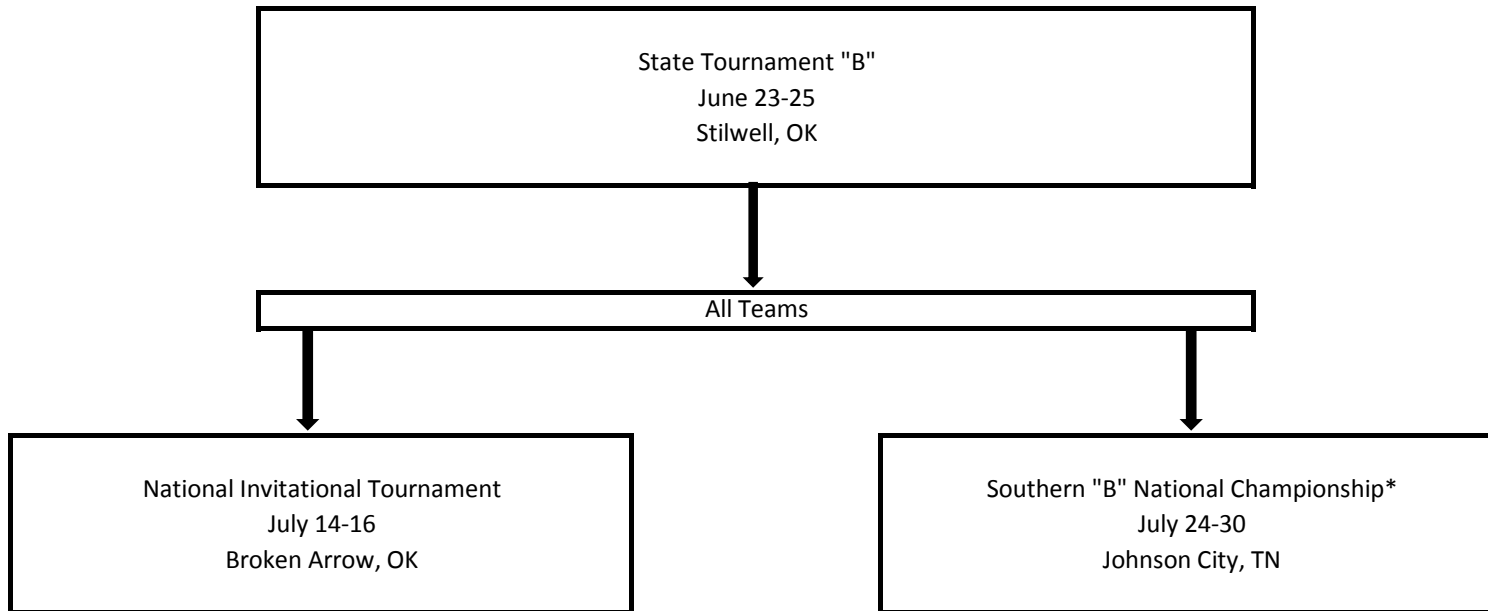 State Tournament "B"
June 23-25
Stilwell, OK
All Teams
National Invitational Tournament
July 14-16
Broken Arrow, OK
Southern "B" National Championship*
July 24-30
Johnson City, TN